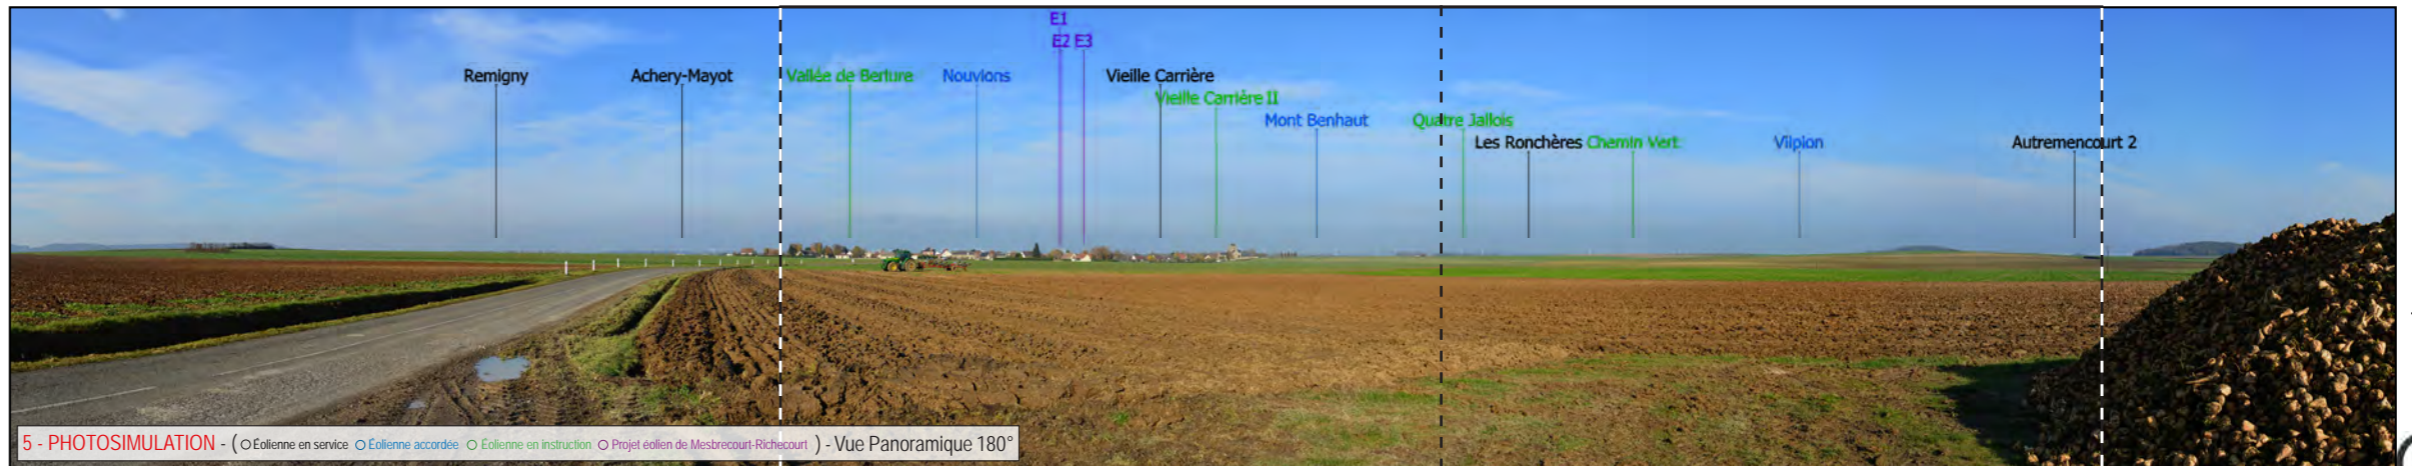 E1
E2 E3
Remigny Achery-Mayot Vallée de Berlure Nouvions Vieille Carrière
Vieille Carrière II
Mont Benhaut Quatre Jallois
Les Ronchères Chemin Vert Vilpion Autremencourt 2
5 - PHOTOSIMULATION - ( Éolienne en service Éolienne accordée Éolienne en instruction Projet éolien de Mesbrecourt-Richecourt ) - Vue Panoramique 180°